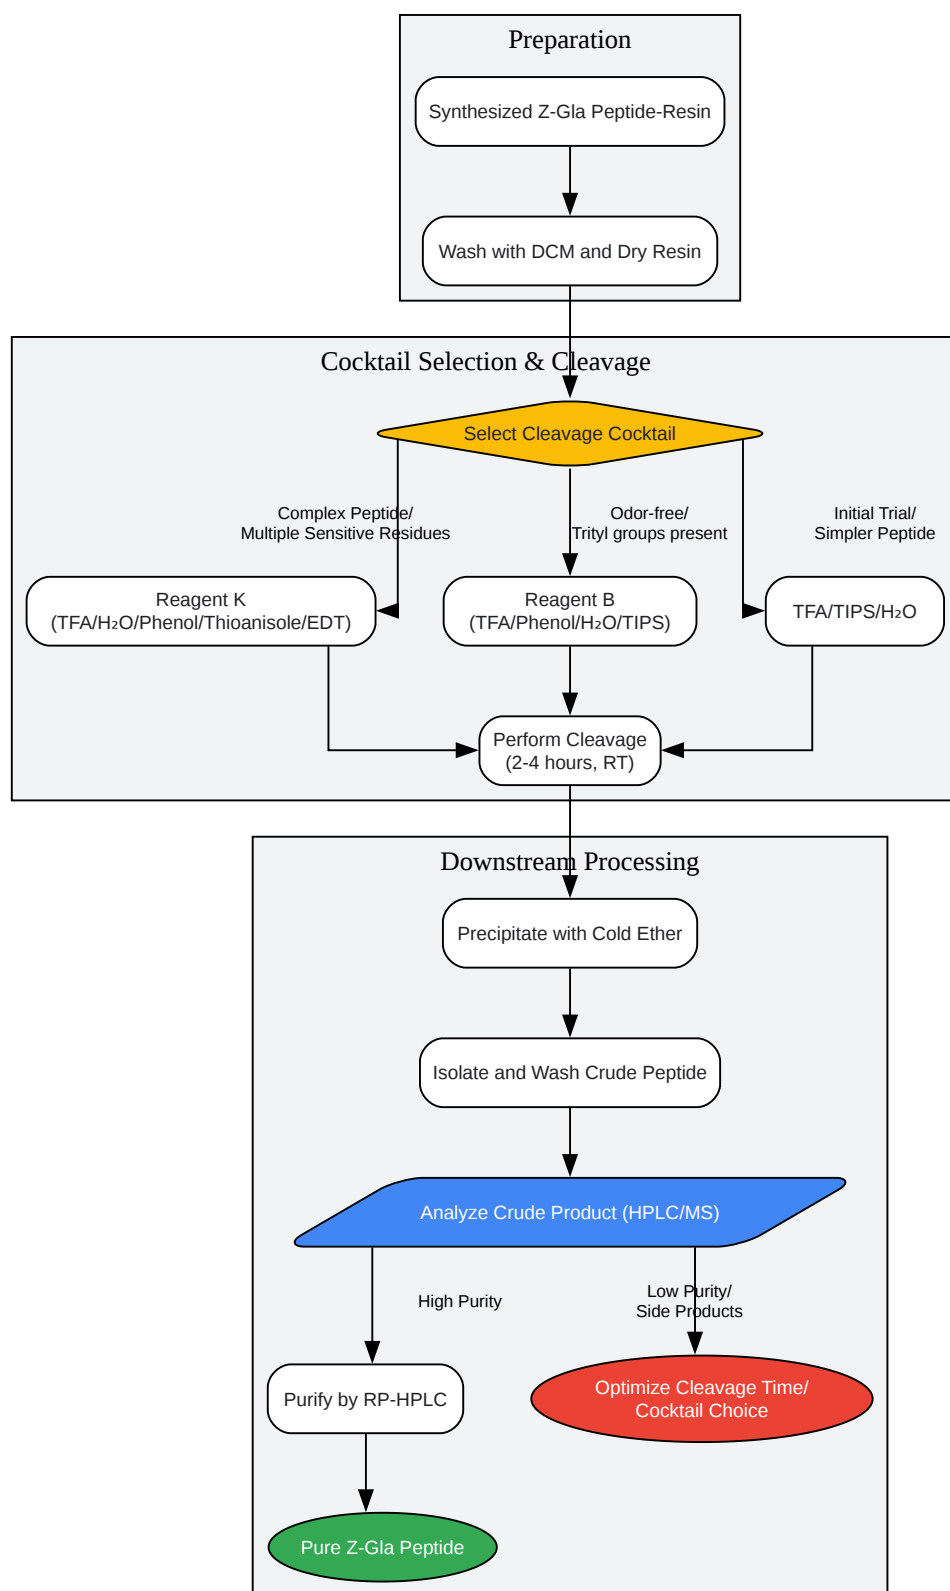 Preparation
Synthesized Z-Gla Peptide-Resin
Wash with DCM and Dry Resin
Cocktail Selection & Cleavage
Select Cleavage Cocktail
Complex Peptide/
Multiple Sensitive Residues
Odor-free/
Trityl groups present
Initial Trial/
Simpler Peptide
Reagent K
(TFA/H₂O/Phenol/Thioanisole/EDT)
Reagent B
(TFA/Phenol/H₂O/TIPS)
TFA/TIPS/H₂O
Perform Cleavage
(2-4 hours, RT)
Downstream Processing
Precipitate with Cold Ether
Isolate and Wash Crude Peptide
Analyze Crude Product (HPLC/MS)
High Purity
Low Purity/
Side Products
Purify by RP-HPLC
Optimize Cleavage Time/
Cocktail Choice
Pure Z-Gla Peptide